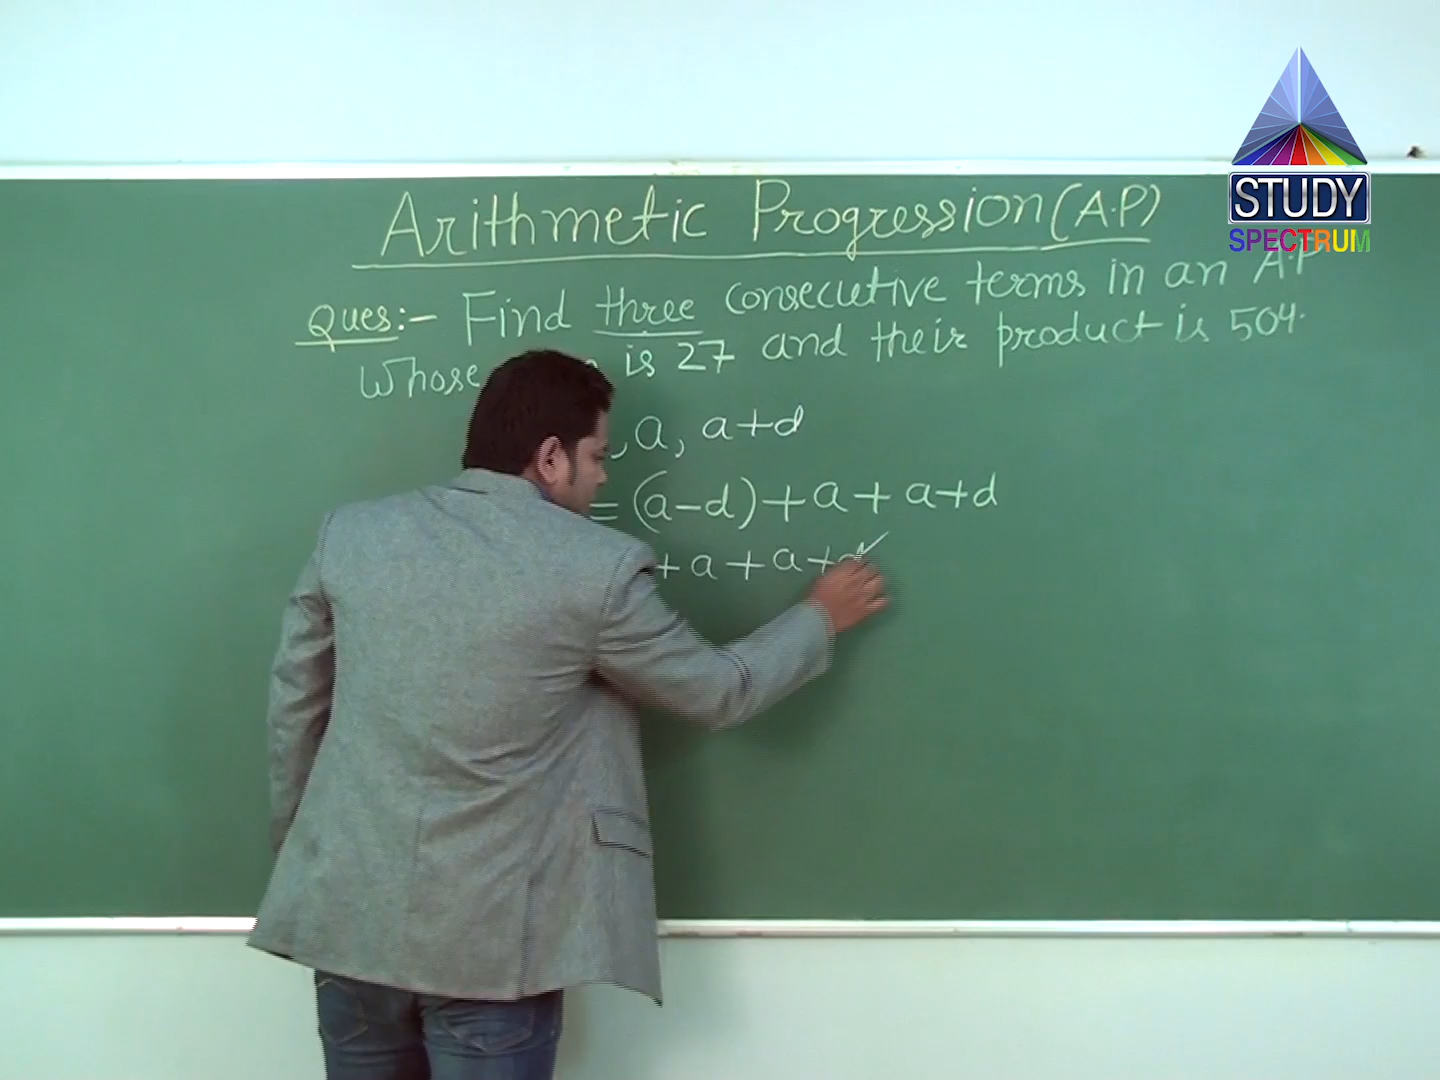 STUDY
SPECTRUM
Arithmetic Progression (A.P)
Ques:- Find three consecutive terms in an A.P
Whose is 27 and their product is 504.
, a, a+d
= (a-d) + a + a+d
+ a + a +